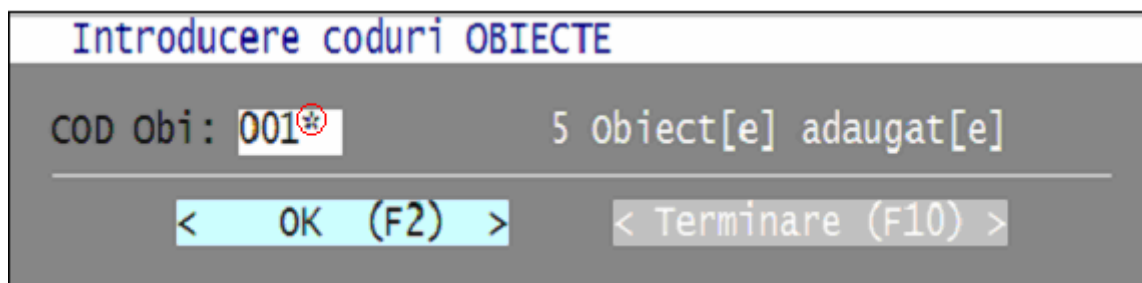 Introducere coduri OBIECTE
COD Obi: 001* 5 Obiect[e] adaugat[e]
< OK (F2) > < Terminare (F10) >